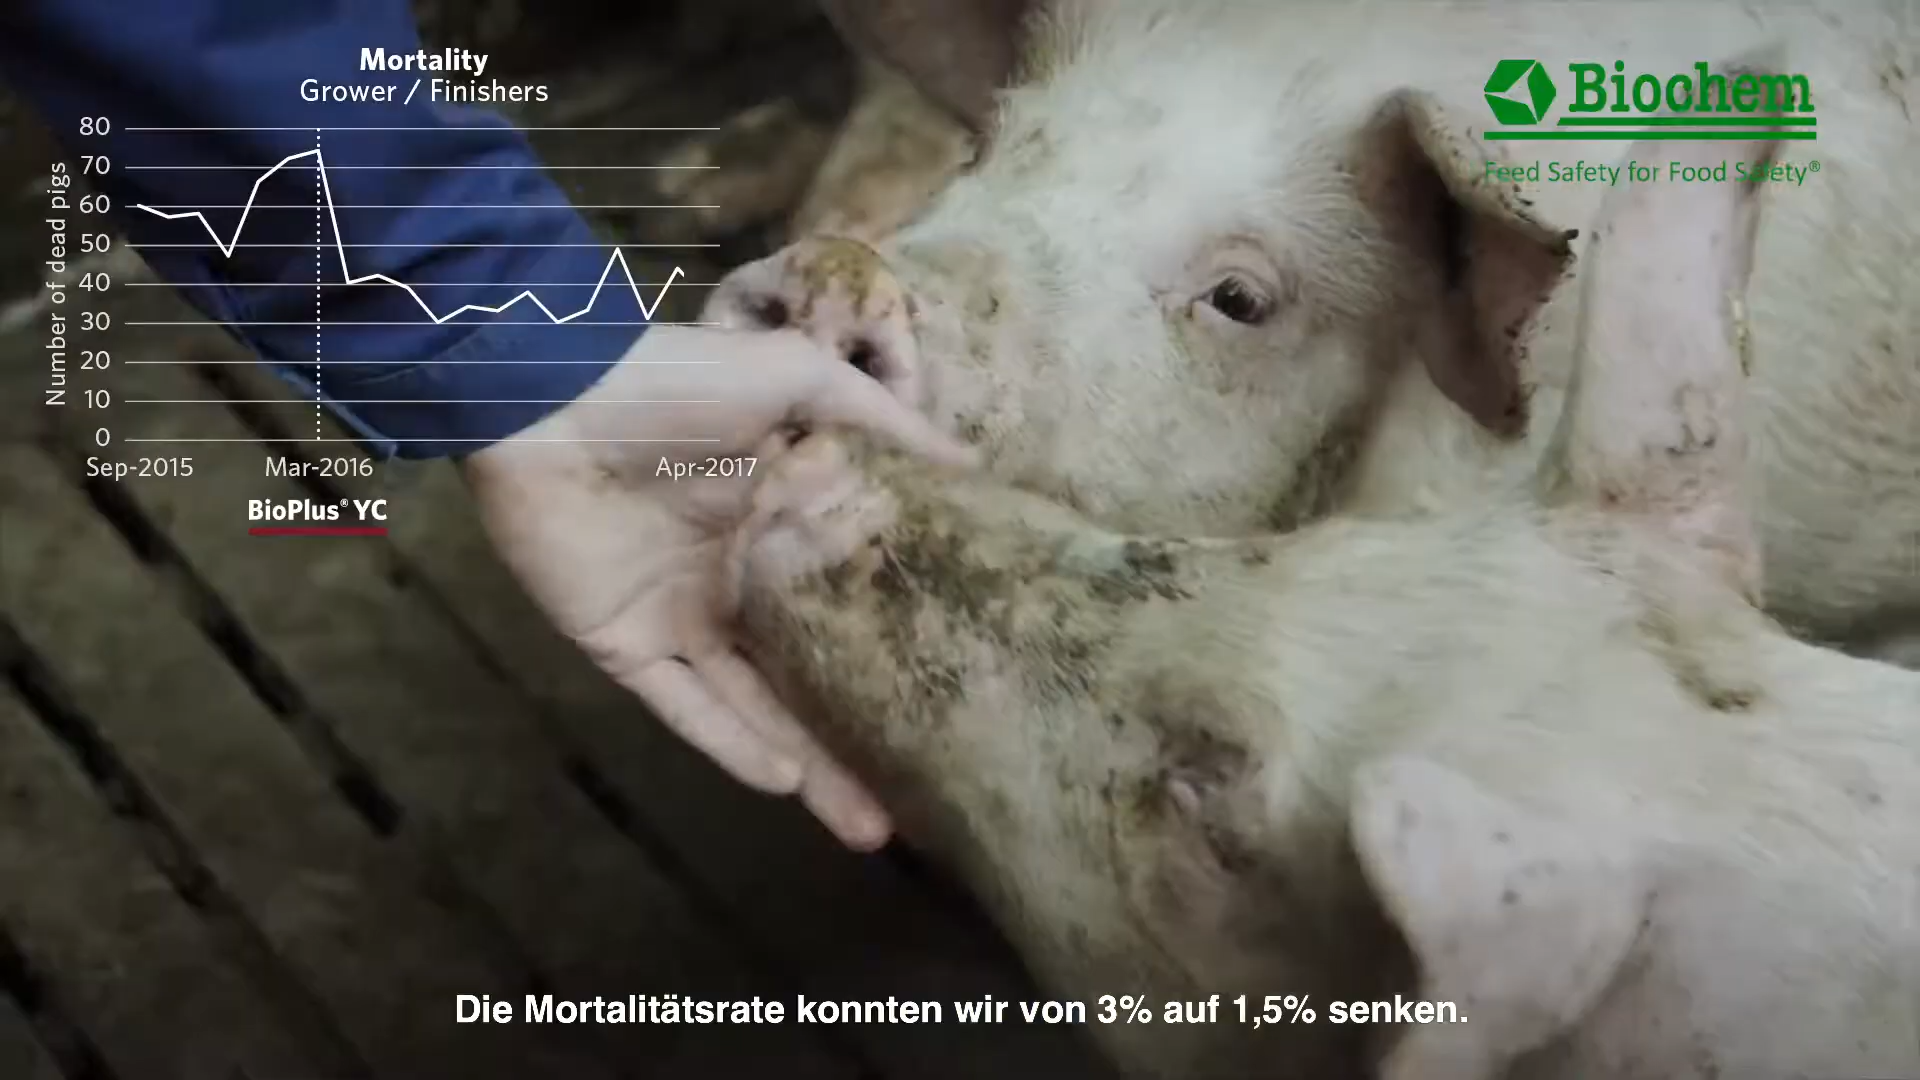 Mortality
Grower / Finishers
Number of dead pigs
80
70
60
50
40
30
20
10
0
Sep-2015 Mar-2016 Apr-2017
BioPlus® YC
Biochem
Feed Safety for Food Safety®
Die Mortalitätsrate konnten wir von 3% auf 1,5% senken.